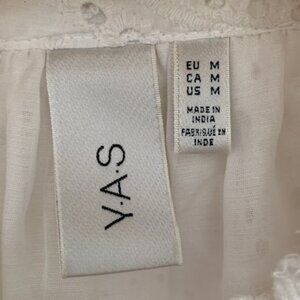 Y.A.S
EU M
CA M
US M
MADE IN
INDIA
FABRIQUÉ EN
INDE